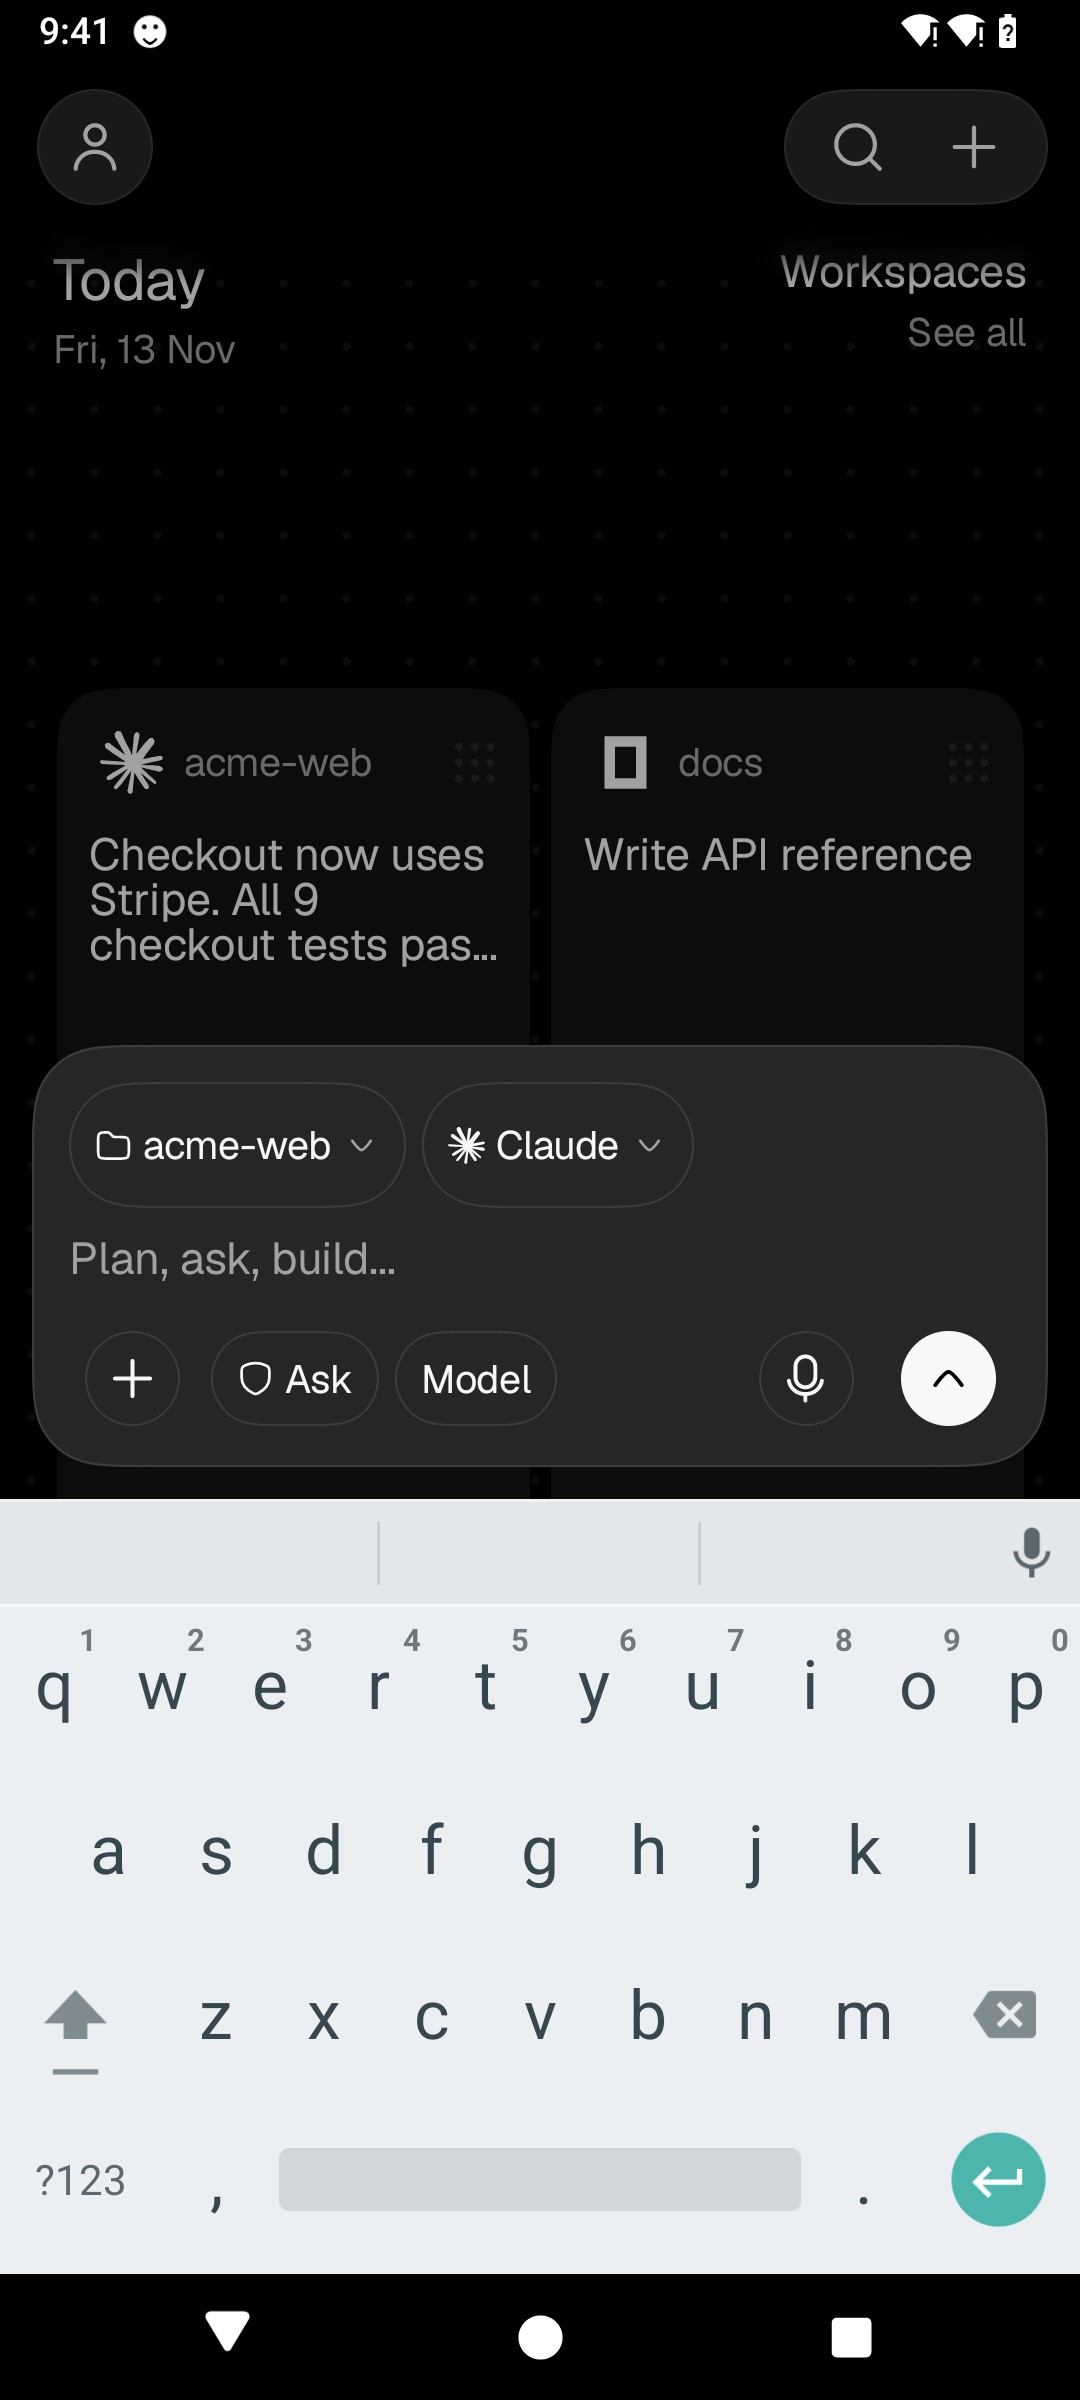 9:41
Today
Workspaces
Fri, 13 Nov
See all
acme-web
docs
Checkout now uses
Stripe. All 9
checkout tests pas...
Write API reference
acme-web
Claude
Plan, ask, build...
Ask
Model
1 2 3 4 5 6 7 8 9 0
q w e r t y u i o p
a s d f g h j k l
z x c v b n m
?123 , .